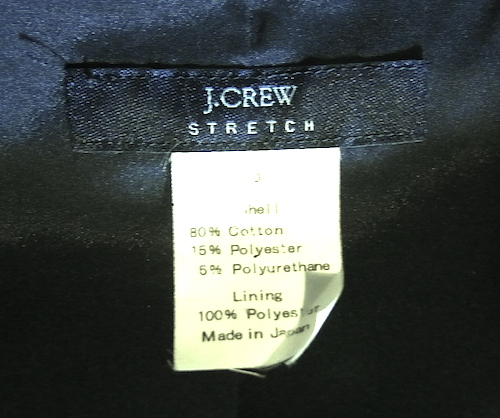 J.CREW
STRETCH
Shell
80% Cotton
15% Polyester
5% Polyurethane
Lining
100% Polyester
Made in Japan